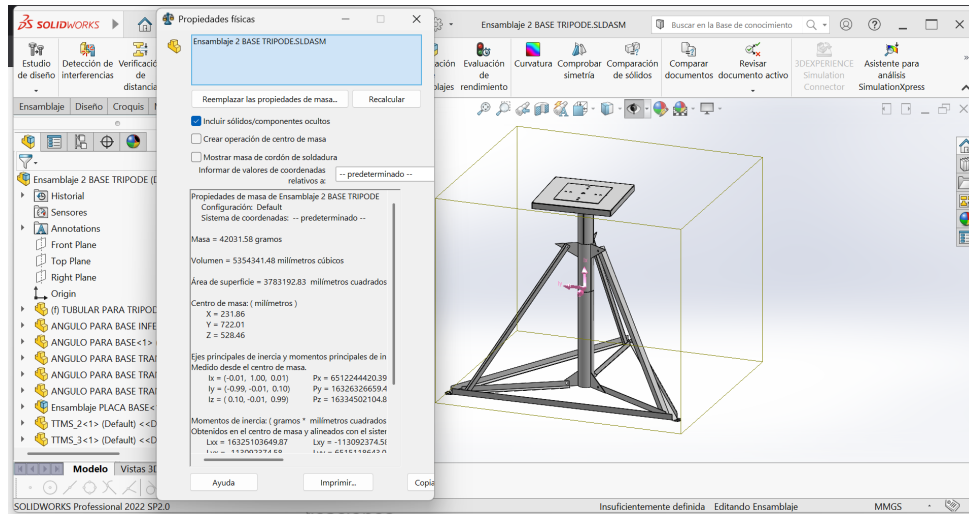 SOLIDWORKS
Ensamblaje 2 BASE TRIPODE.SLDASM
Buscar en la Base de conocimiento
Estudio de diseño
Detección de interferencias
Verificació de distancia
Evaluación de rendimiento
Curvatura
Comprobar simetría
Comparación de sólidos
Comparar documentos
Revisar documento activo
3DEXPERIENCE Simulation Connector
Asistente para análisis SimulationXpress
Ensamblaje
Diseño
Croquis
Ensamblaje 2 BASE TRIPODE (D
Historial
Sensores
Annotations
Front Plane
Top Plane
Right Plane
Origin
(f) TUBULAR PARA TRIPOD
ANGULO PARA BASE INFE
ANGULO PARA BASE<1> (
ANGULO PARA BASE TRA
ANGULO PARA BASE TRA
ANGULO PARA BASE TRA
Ensamblaje PLACA BASE<
TTMS_2<1> (Default) <<D
TTMS_3<1> (Default) <<D
Modelo
Vistas 3D
Propiedades físicas
Ensamblaje 2 BASE TRIPODE.SLDASM
Reemplazar las propiedades de masa...
Recalcular
Incluir sólidos/componentes ocultos
Crear operación de centro de masa
Mostrar masa de cordón de soldadura
Informar de valores de coordenadas relativos a:
-- predeterminado --
Propiedades de masa de Ensamblaje 2 BASE TRIPODE
Configuración: Default
Sistema de coordenadas: -- predeterminado --
Masa = 42031.58 gramos
Volumen = 5354341.48 milímetros cúbicos
Área de superficie = 3783192.83 milímetros cuadrados
Centro de masa: ( milímetros )
X = 231.86
Y = 722.01
Z = 528.46
Ejes principales de inercia y momentos principales de in
Medido desde el centro de masa.
Ix = (-0.01, 1.00, 0.01) Px = 6512244420.39
Iy = (-0.99, -0.01, 0.10) Py = 16326326659.4
Iz = ( 0.10, -0.01, 0.99) Pz = 16334502104.8
Momentos de inercia: ( gramos * milímetros cuadrados
Obtenidos en el centro de masa y alineados con el sister
Lxx = 16325103649.87 Lxy = -113092374.58
Ayuda
Imprimir...
Copia
SOLIDWORKS Professional 2022 SP2.0
Insuficientemente definida
Editando Ensamblaje
MMGS